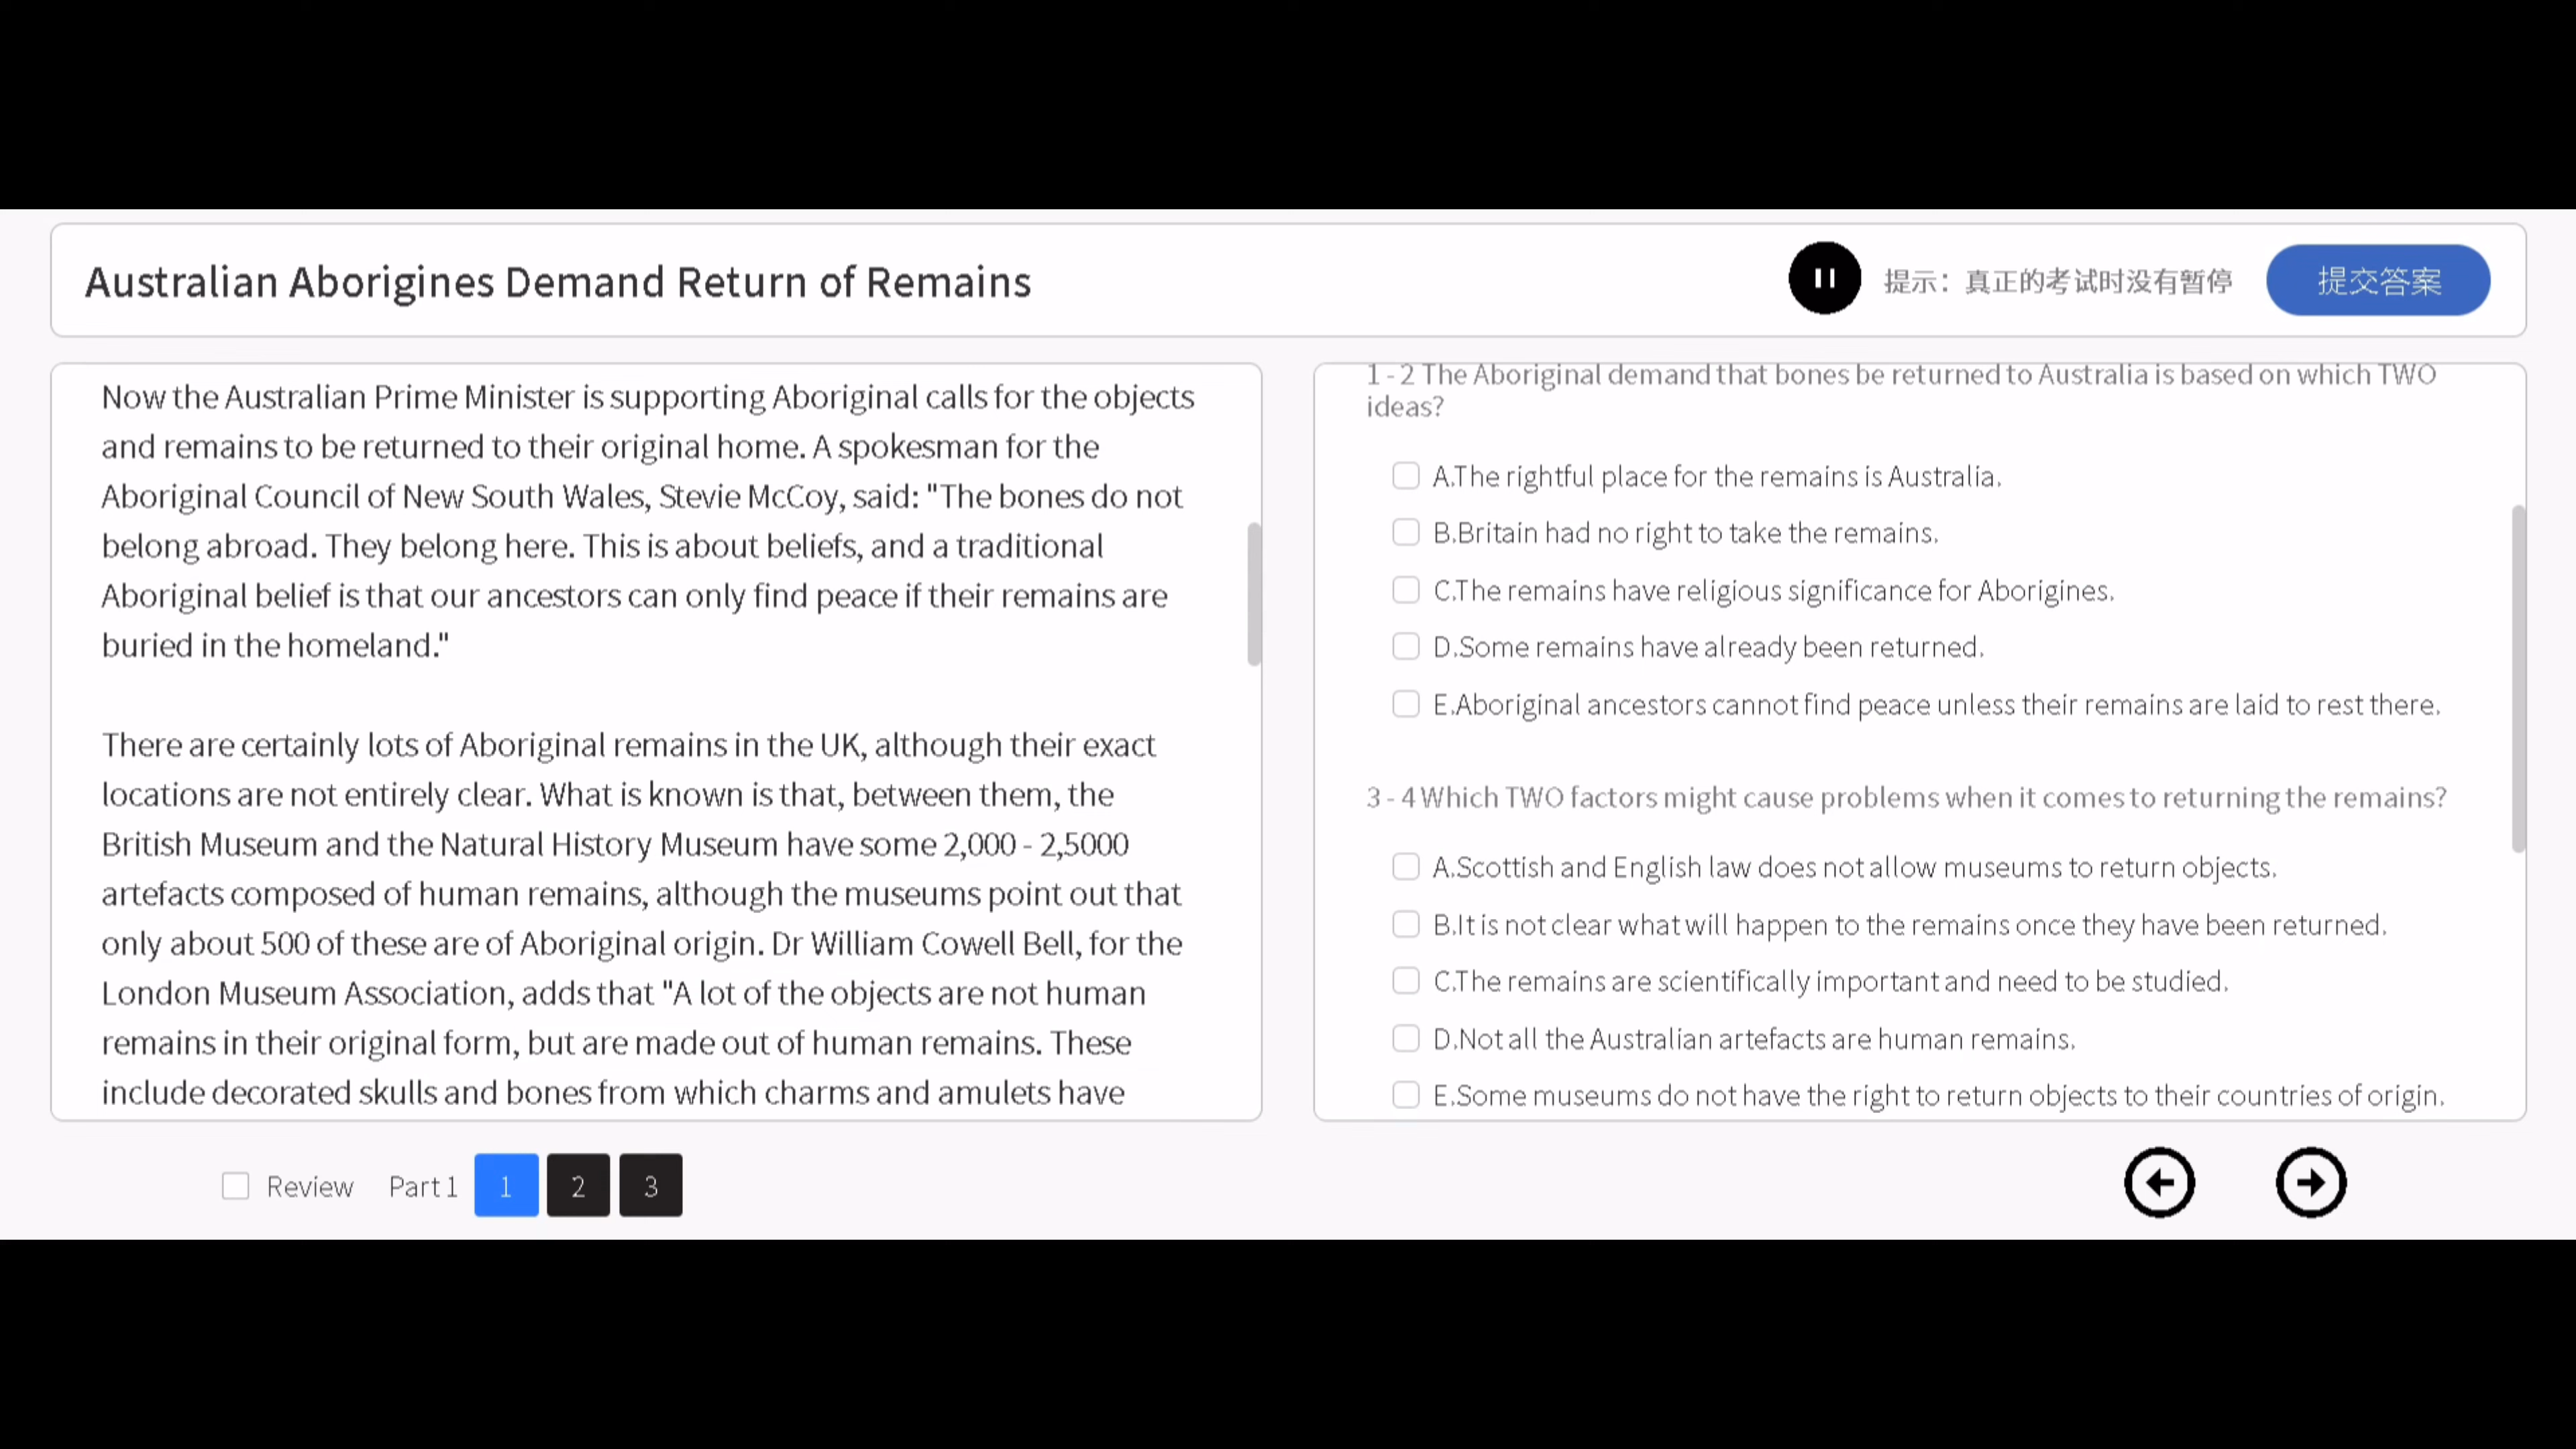 Australian Aborigines Demand Return of Remains
提示：真正的考试时没有暂停
提交答案
Now the Australian Prime Minister is supporting Aboriginal calls for the objects
and remains to be returned to their original home. A spokesman for the
Aboriginal Council of New South Wales, Stevie McCoy, said: "The bones do not
belong abroad. They belong here. This is about beliefs, and a traditional
Aboriginal belief is that our ancestors can only find peace if their remains are
buried in the homeland."
There are certainly lots of Aboriginal remains in the UK, although their exact
locations are not entirely clear. What is known is that, between them, the
British Museum and the Natural History Museum have some 2,000 - 2,5000
artefacts composed of human remains, although the museums point out that
only about 500 of these are of Aboriginal origin. Dr William Cowell Bell, for the
London Museum Association, adds that "A lot of the objects are not human
remains in their original form, but are made out of human remains. These
include decorated skulls and bones from which charms and amulets have
1 - 2 The Aboriginal demand that bones be returned to Australia is based on which TWO
ideas?
A.The rightful place for the remains is Australia.
B.Britain had no right to take the remains.
C.The remains have religious significance for Aborigines.
D.Some remains have already been returned.
E.Aboriginal ancestors cannot find peace unless their remains are laid to rest there.
3 - 4 Which TWO factors might cause problems when it comes to returning the remains?
A.Scottish and English law does not allow museums to return objects.
B.It is not clear what will happen to the remains once they have been returned.
C.The remains are scientifically important and need to be studied.
D.Not all the Australian artefacts are human remains.
E.Some museums do not have the right to return objects to their countries of origin.
Review Part 1 1 2 3